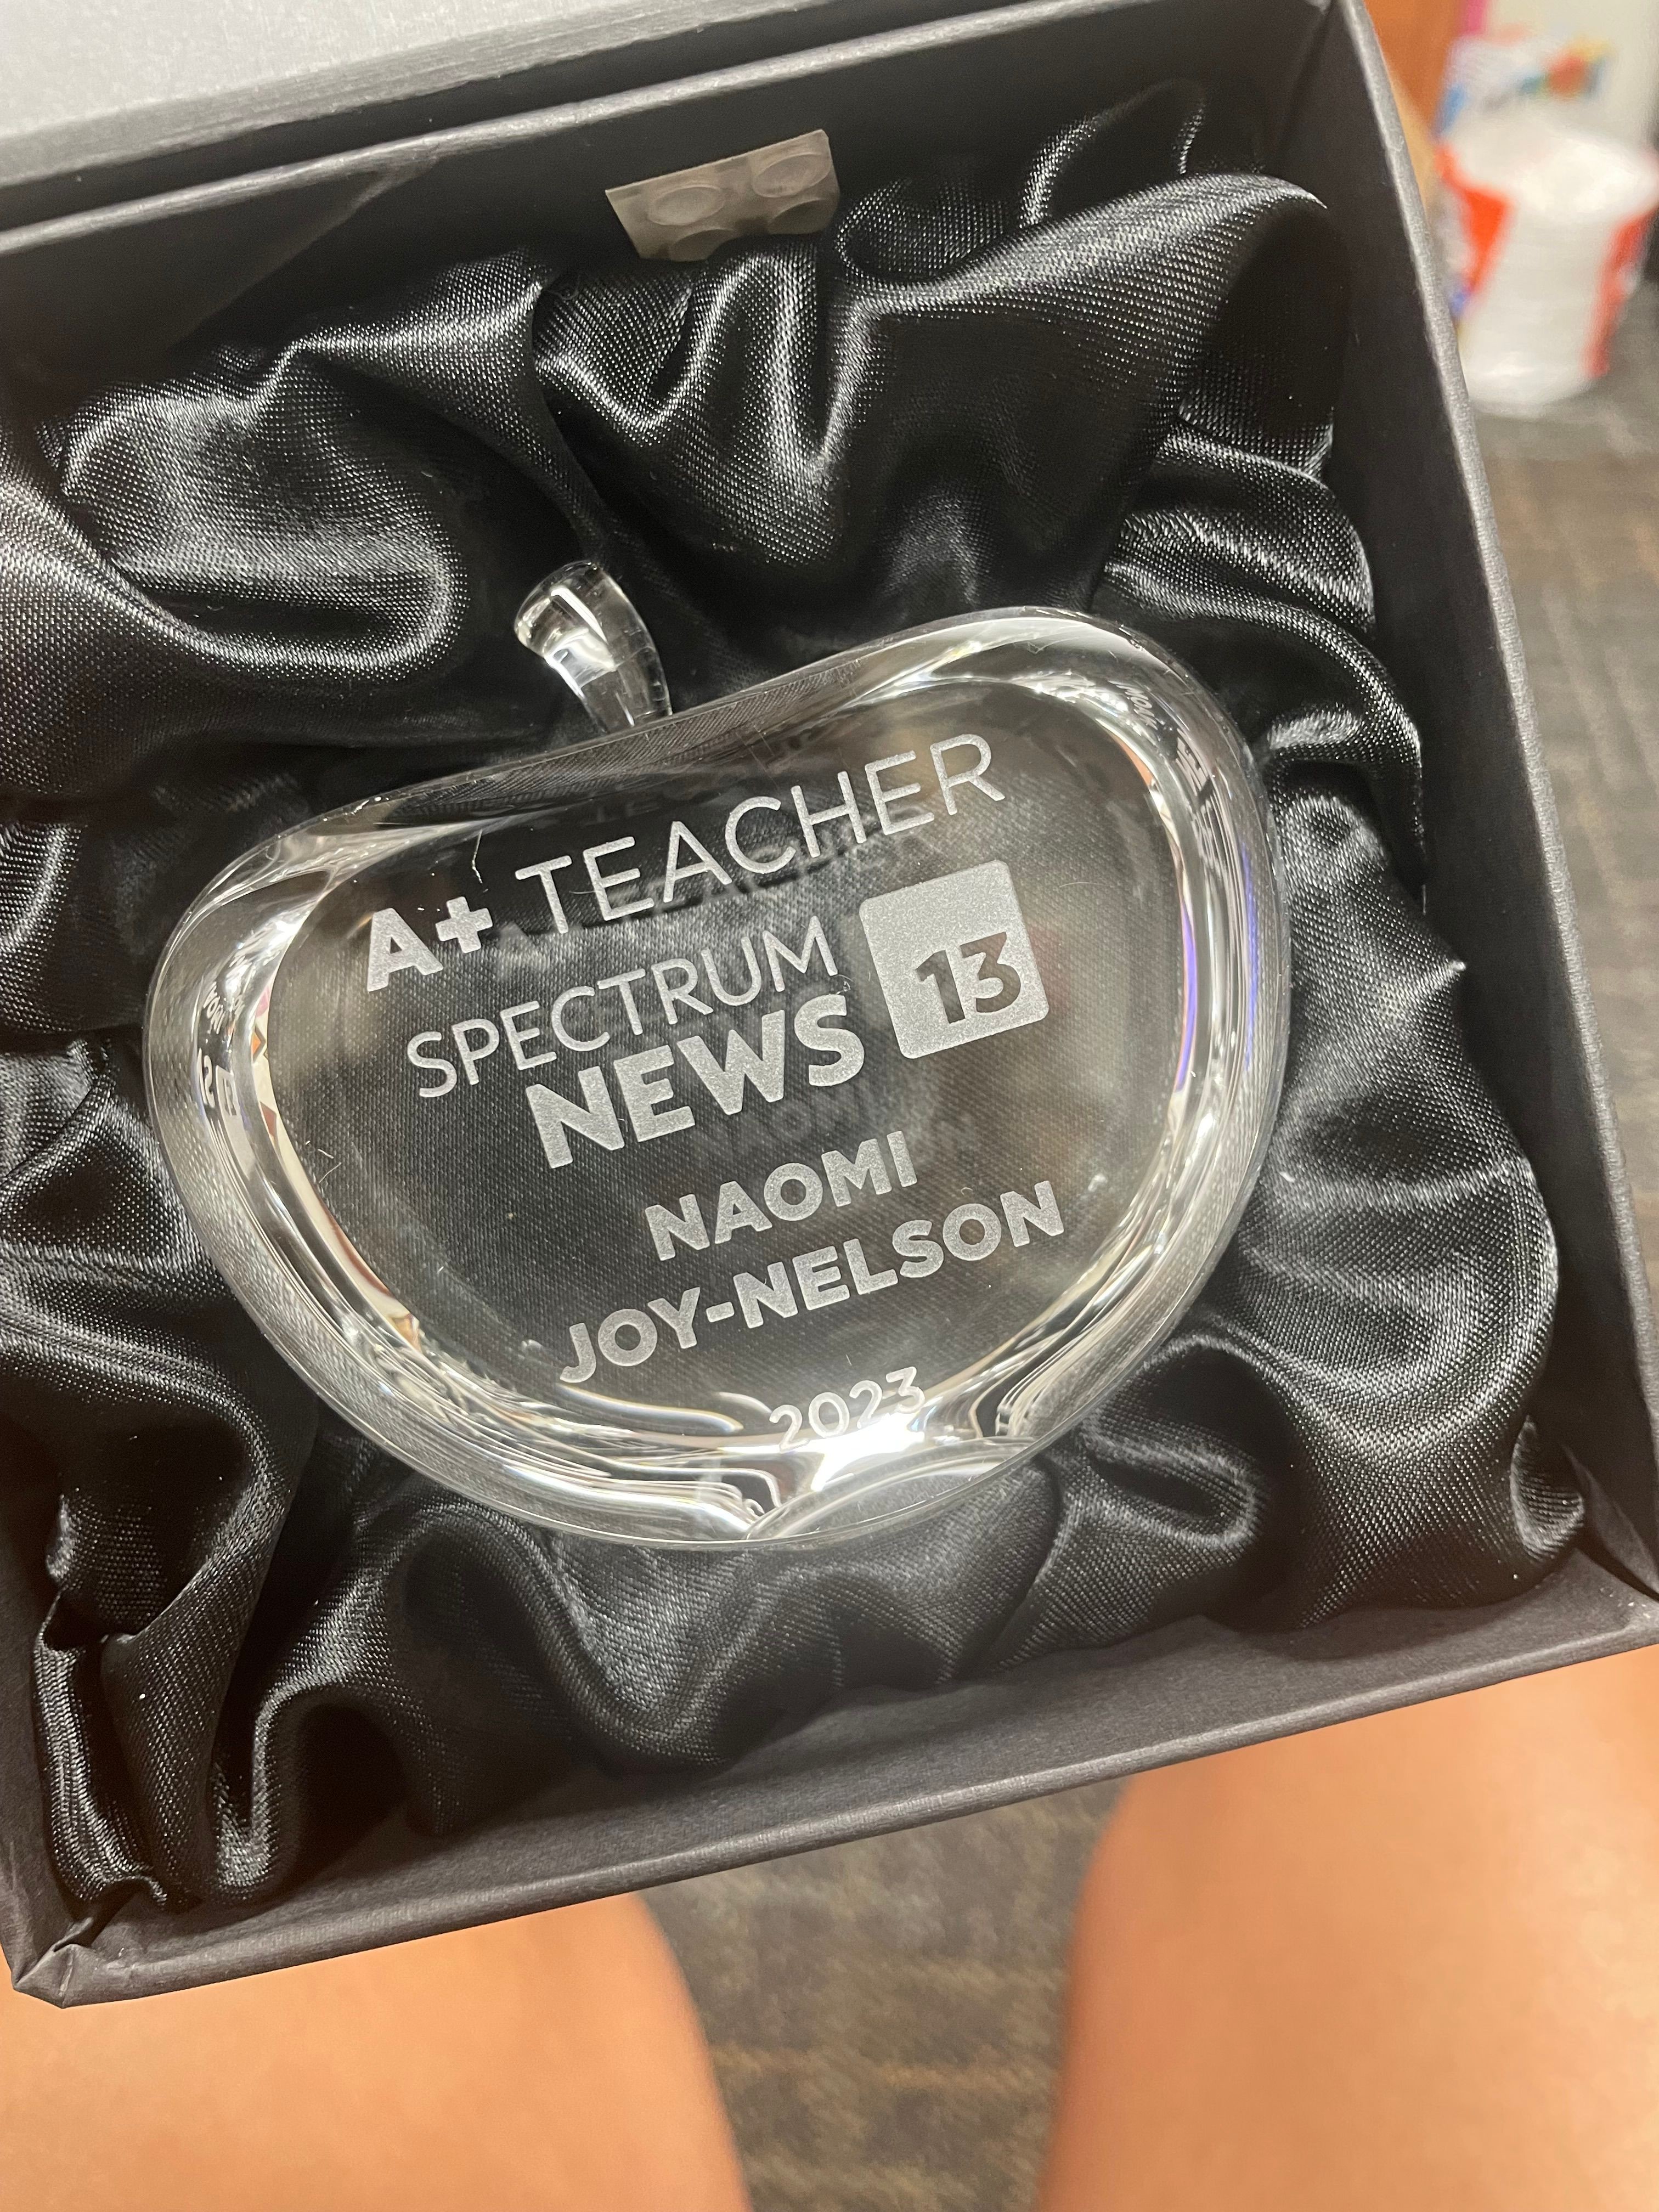 A+ TEACHER
SPECTRUM
NEWS 13
NAOMI
JOY-NELSON
2023